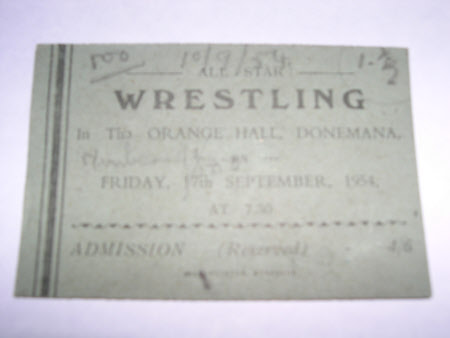 500 10/9/54
ALL STAR
WRESTLING
In The ORANGE HALL, DONEMANA,
FRIDAY, 17th SEPTEMBER, 1954,
AT 7.30
ADMISSION (Reserved) - 4/6